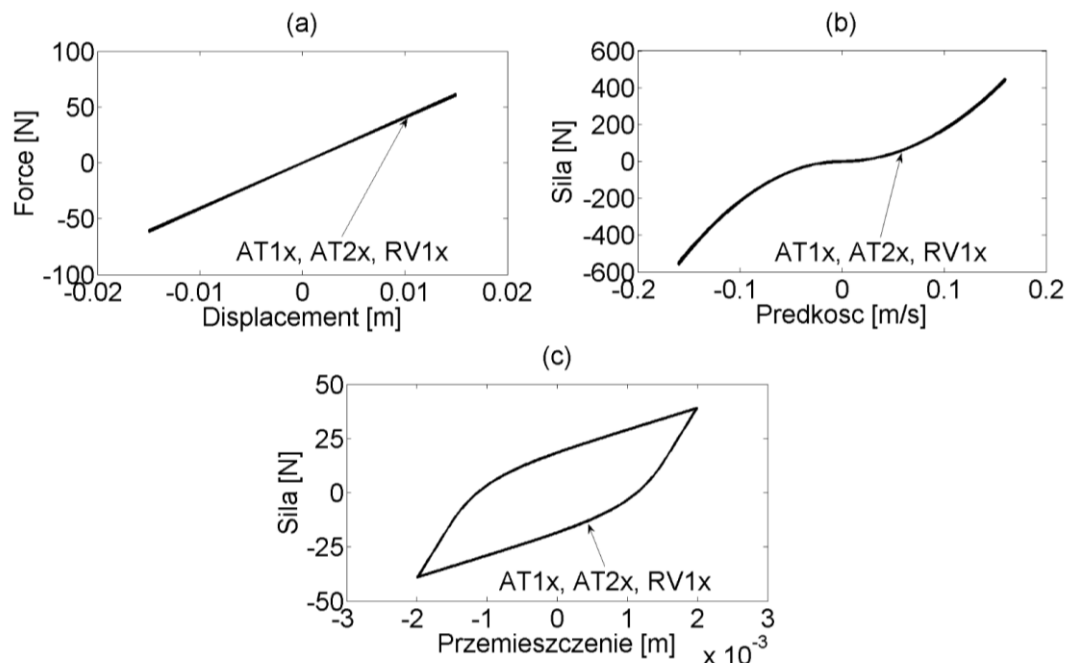 (a)
100
50
0
-50
-100
Force [N]
AT1x, AT2x, RV1x
-0.02 -0.01 0 0.01 0.02
Displacement [m]
(b)
600
400
200
0
-200
-400
-600
Sila [N]
AT1x, AT2x, RV1x
-0.2 -0.1 0 0.1 0.2
Predkosc [m/s]
(c)
50
25
0
-25
-50
Sila [N]
AT1x, AT2x, RV1x
-3 -2 -1 0 1 2 3
Przemieszczenie [m]
x 10-3